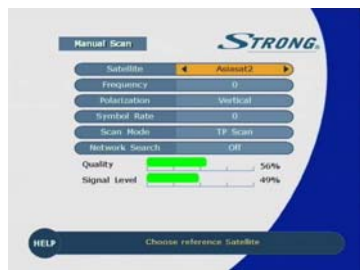 Manual Scan
STRONG.
Satellite Asiasat2
Frequency 0
Polarization Vertical
Symbol Rate 0
Scan Mode TP Scan
Network Search Off
Quality 56%
Signal Level 49%
HELP Choose reference Satellite